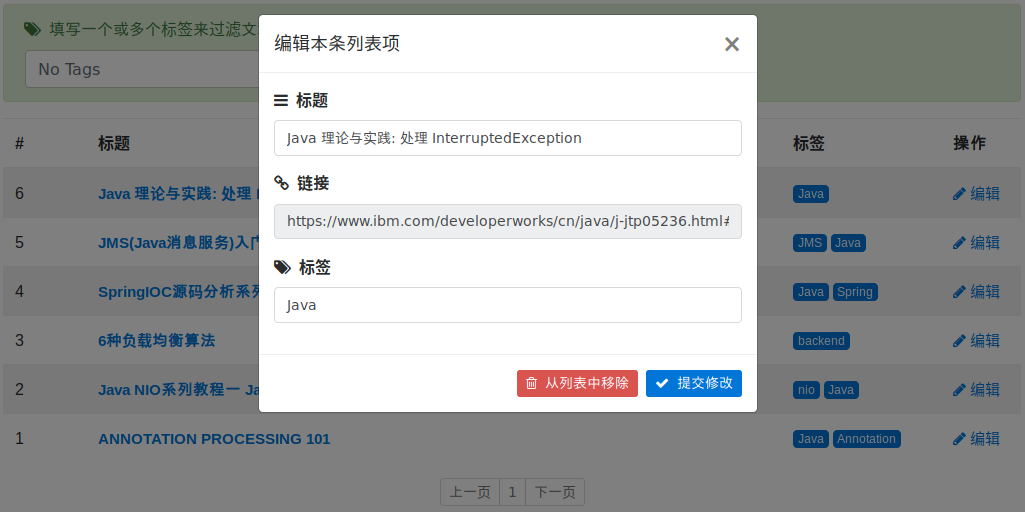 填写一个或多个标签来过滤文
No Tags
编辑本条列表项
×
标题
Java 理论与实践: 处理 InterruptedException
链接
https://www.ibm.com/developerworks/cn/java/j-jtp05236.html#
标签
Java
从列表中移除 提交修改
# 标题 标签 操作
6 Java 理论与实践: 处理 Java 编辑
5 JMS(Java消息服务)入门 JMS Java 编辑
4 SpringIOC源码分析系列 Java Spring 编辑
3 6种负载均衡算法 backend 编辑
2 Java NIO系列教程一 Ja nio Java 编辑
1 ANNOTATION PROCESSING 101 Java Annotation 编辑
上一页 1 下一页